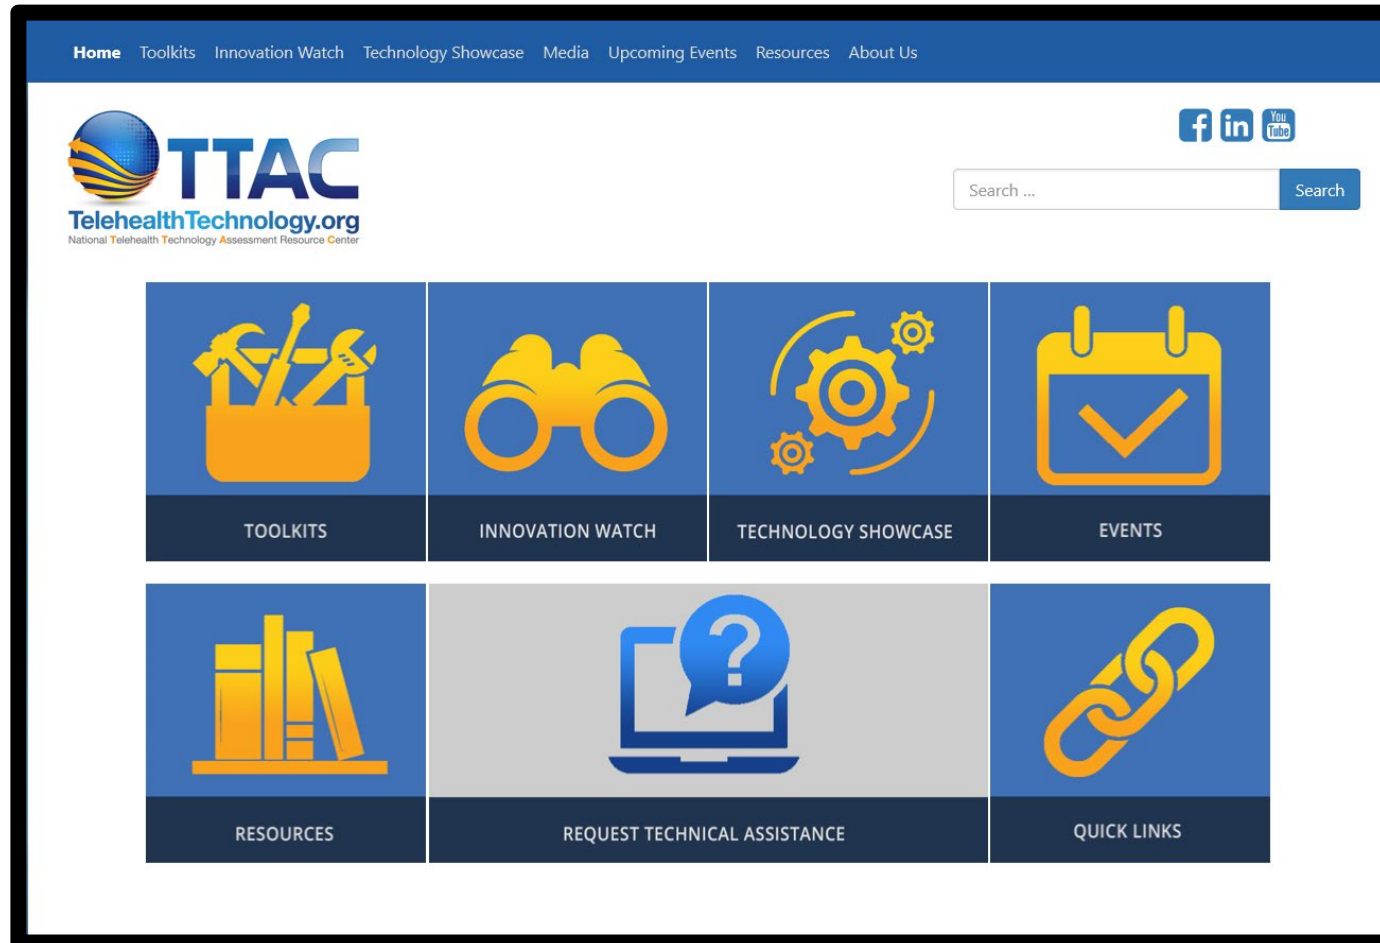 Home Toolkits Innovation Watch Technology Showcase Media Upcoming Events Resources About Us
f in You Tube
TTAC
TelehealthTechnology.org
National Telehealth Technology Assessment Resource Center
Search ... Search
TOOLKITS INNOVATION WATCH TECHNOLOGY SHOWCASE EVENTS
?
RESOURCES REQUEST TECHNICAL ASSISTANCE QUICK LINKS